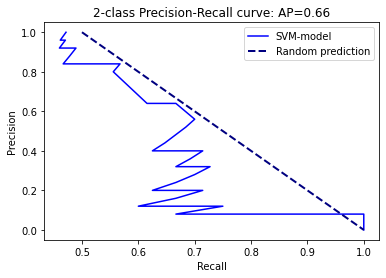 2-class Precision-Recall curve: AP=0.66
SVM-model
Random prediction
Precision
1.0
0.8
0.6
0.4
0.2
0.0
0.5
0.6
0.7
0.8
0.9
1.0
Recall